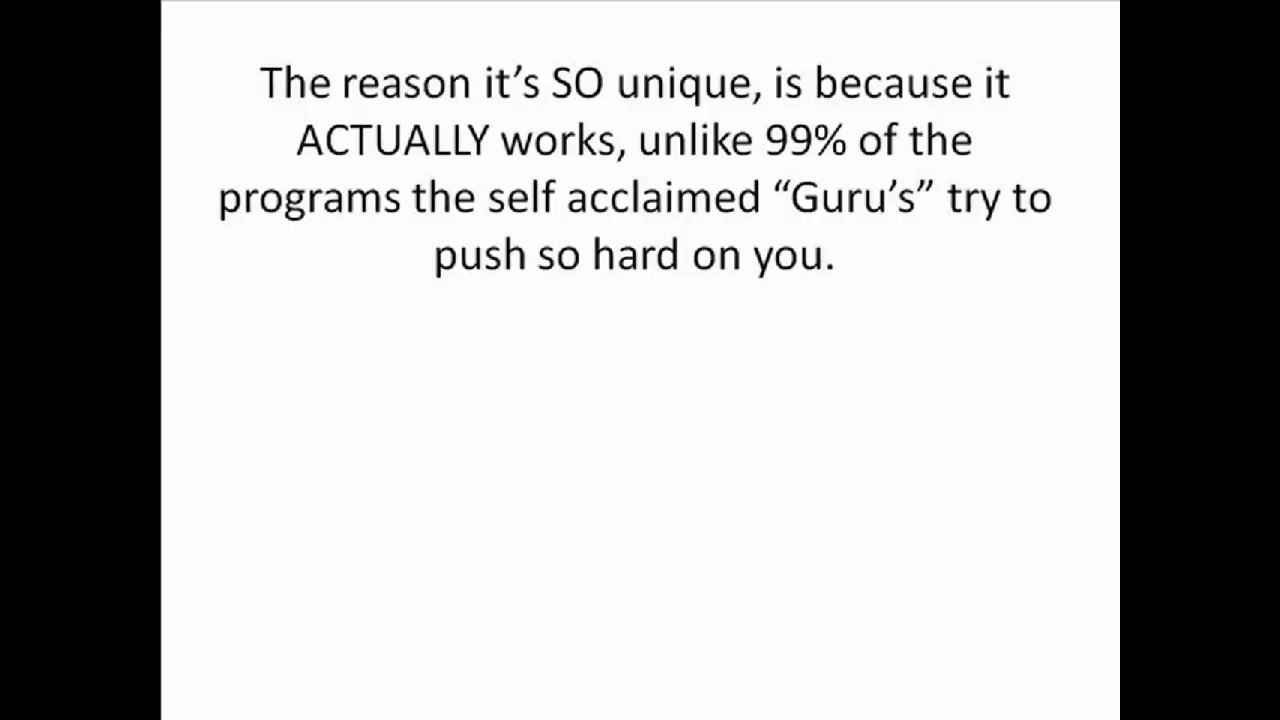 The reason it’s SO unique, is because it
ACTUALLY works, unlike 99% of the
programs the self acclaimed “Guru’s” try to
push so hard on you.